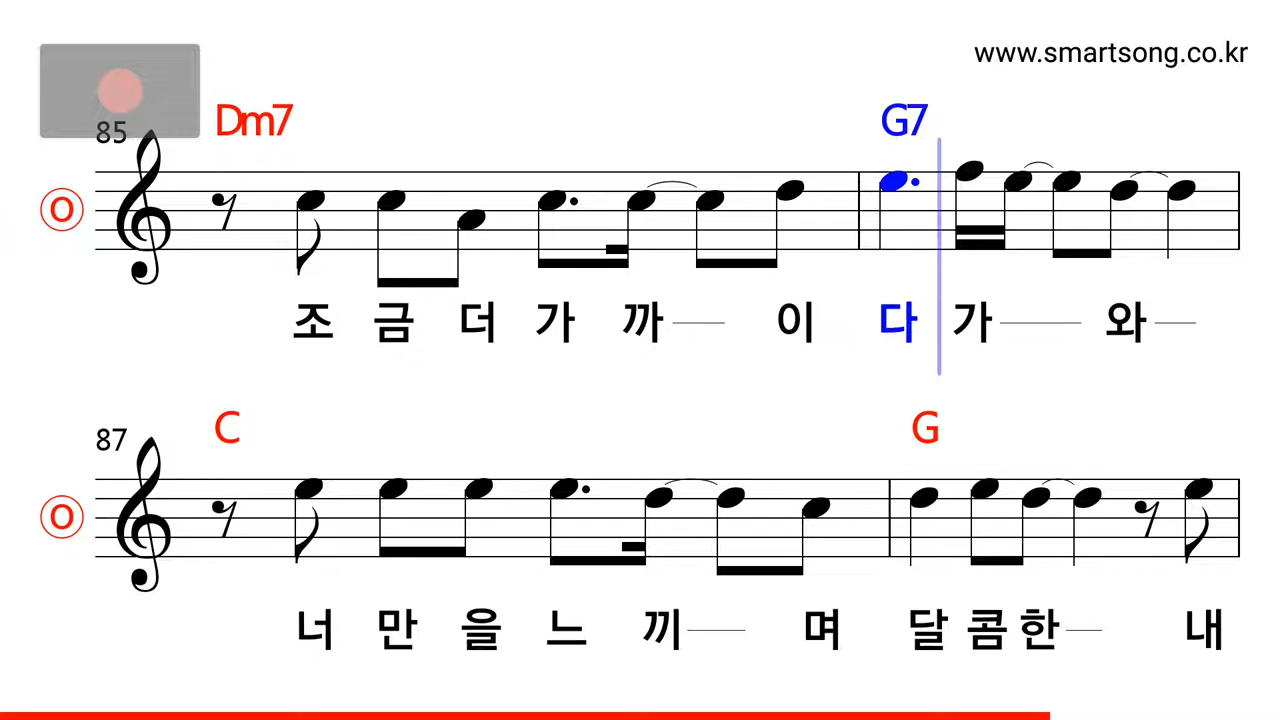 www.smartsong.co.kr
Dm7 G7
85
O
조 금 더 가 까 이 다 가 와
C G
87
O
너 만 을 느 끼 며 달 콤 한 내